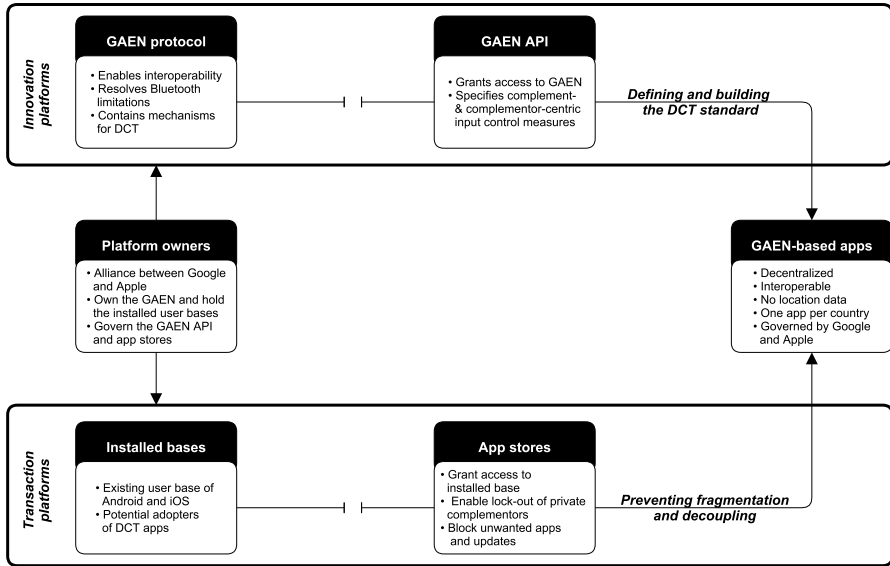 Innovation
platforms
GAEN protocol
• Enables interoperability
• Resolves Bluetooth
limitations
• Contains mechanisms
for DCT
GAEN API
• Grants access to GAEN
• Specifies complement-
& complementor-centric
input control measures
Defining and building
the DCT standard
Platform owners
• Alliance between Google
and Apple
• Own the GAEN and hold
the installed user bases
• Govern the GAEN API
and app stores
GAEN-based apps
• Decentralized
• Interoperable
• No location data
• One app per country
• Governed by Google
and Apple
Transaction
platforms
Installed bases
• Existing user base of
Android and iOS
• Potential adopters
of DCT apps
App stores
• Grant access to
installed base
• Enable lock-out of private
complementors
• Block unwanted apps
and updates
Preventing fragmentation
and decoupling